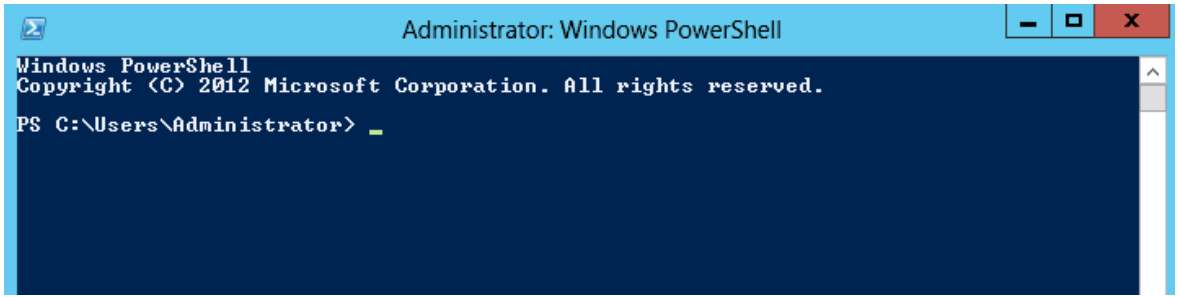 Administrator: Windows PowerShell
Windows PowerShell
Copyright (C) 2012 Microsoft Corporation. All rights reserved.
PS C:\Users\Administrator> _